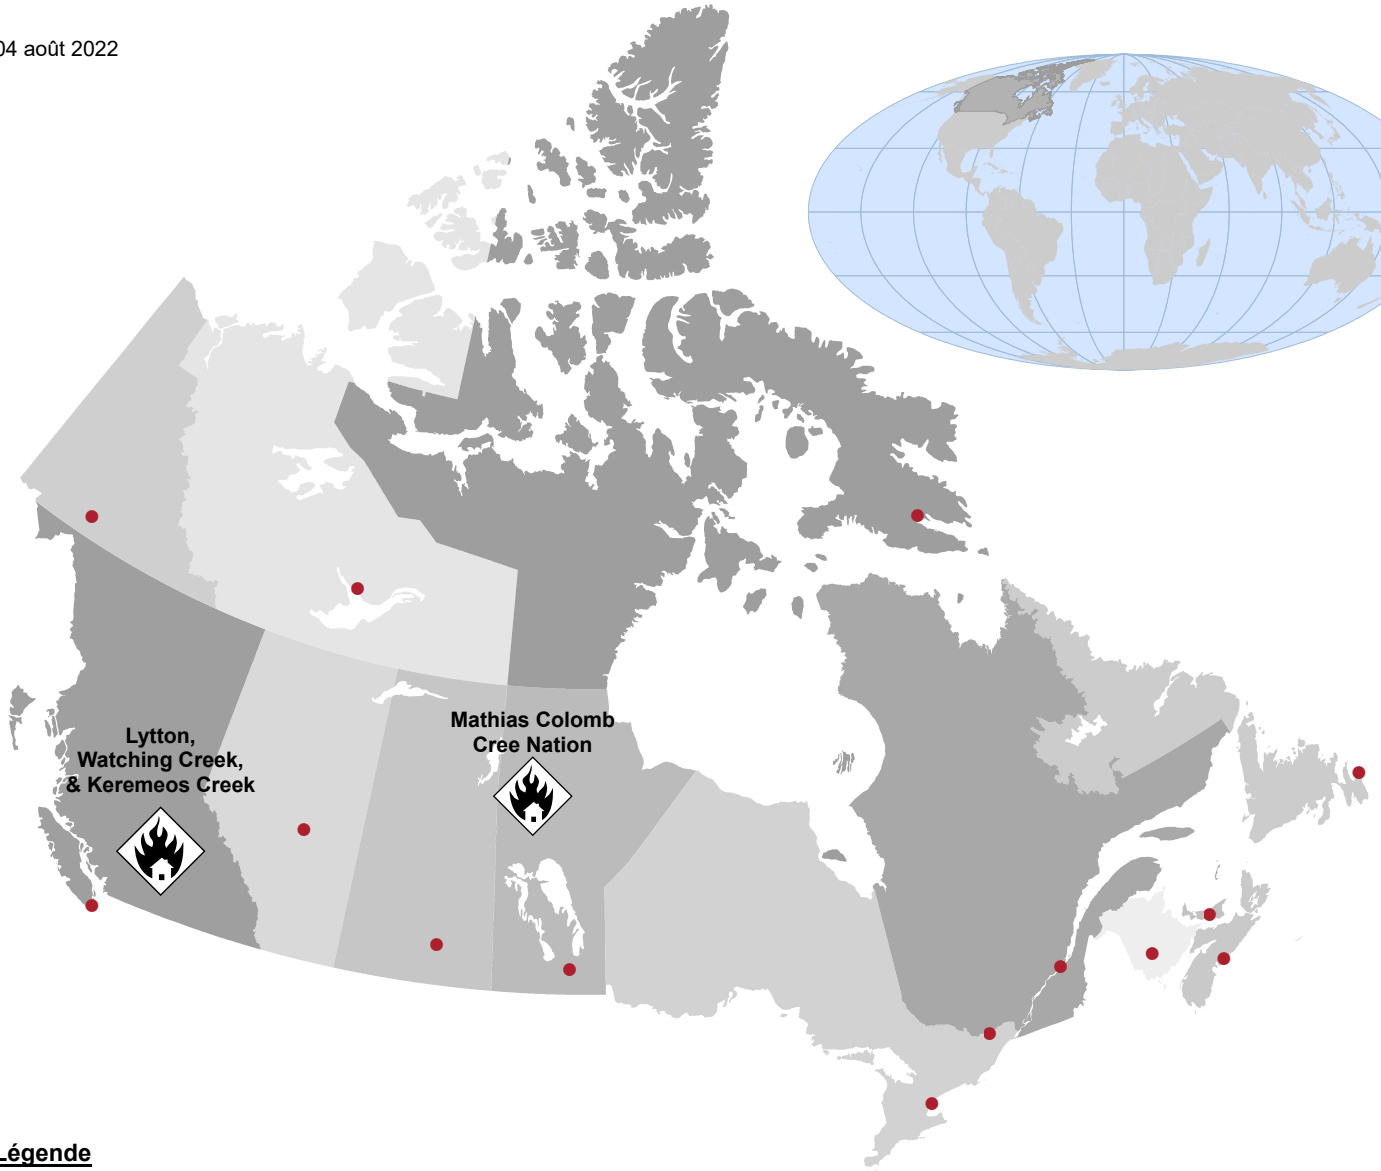 04 août 2022
Lytton,
Watching Creek,
& Keremeos Creek
Mathias Colomb
Cree Nation
Légende